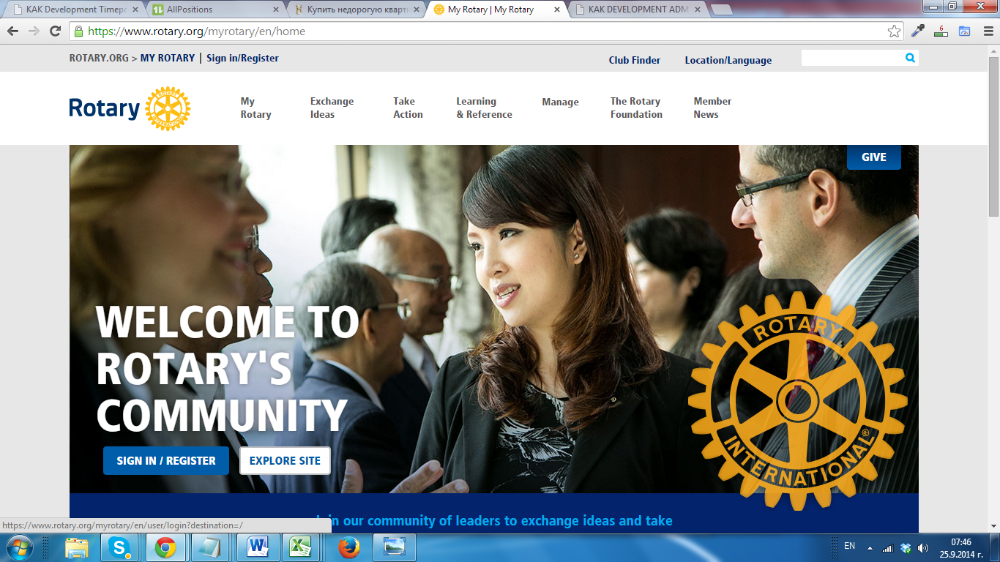 KAK Development Timepo
AllPositions
Купить недорогую кварт
My Rotary | My Rotary
KAK DEVELOPMENT ADM
https://www.rotary.org/myrotary/en/home
6
ROTARY.ORG > MY ROTARY | Sign in/Register
Club Finder
Location/Language
Rotary
ROTARY
INTERNATIONAL
My
Rotary
Exchange
Ideas
Take
Action
Learning
& Reference
Manage
The Rotary
Foundation
Member
News
GIVE
WELCOME TO
ROTARY'S
COMMUNITY
SIGN IN / REGISTER
EXPLORE SITE
ROTARY
INTERNATIONAL®
our community of leaders to exchange ideas and take
https://www.rotary.org/myrotary/en/user/login?destination=/
EN
07:46
25.9.2014 г.